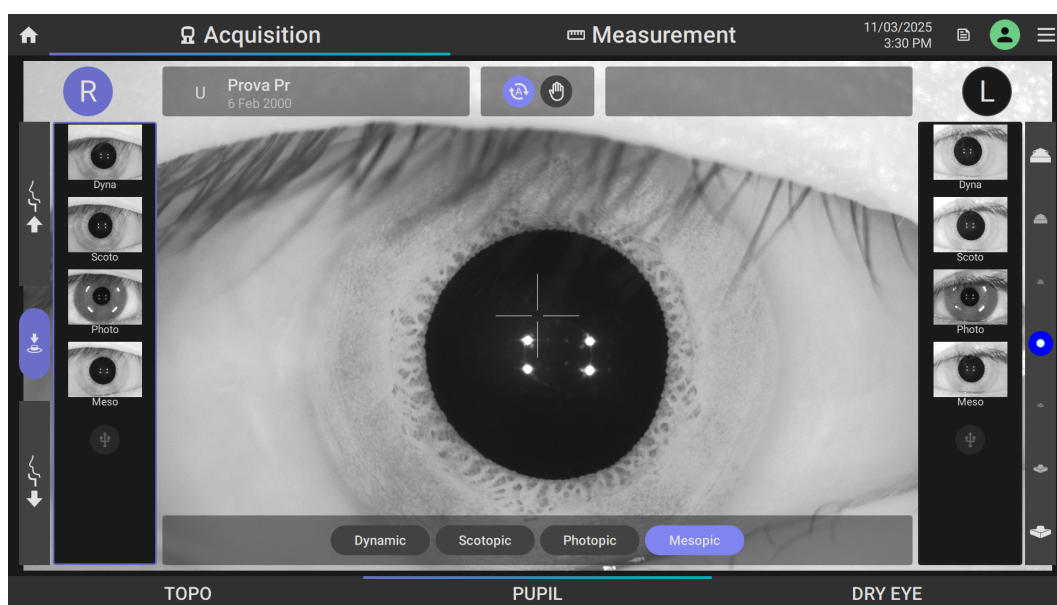 Acquisition
Measurement
11/03/2025
3:30 PM
R
U
Prova Pr
6 Feb 2000
A
L
Dyna
Scoto
Photo
Meso
Dyna
Scoto
Photo
Meso
Dynamic
Scotopic
Photopic
Mesopic
TOPO
PUPIL
DRY EYE